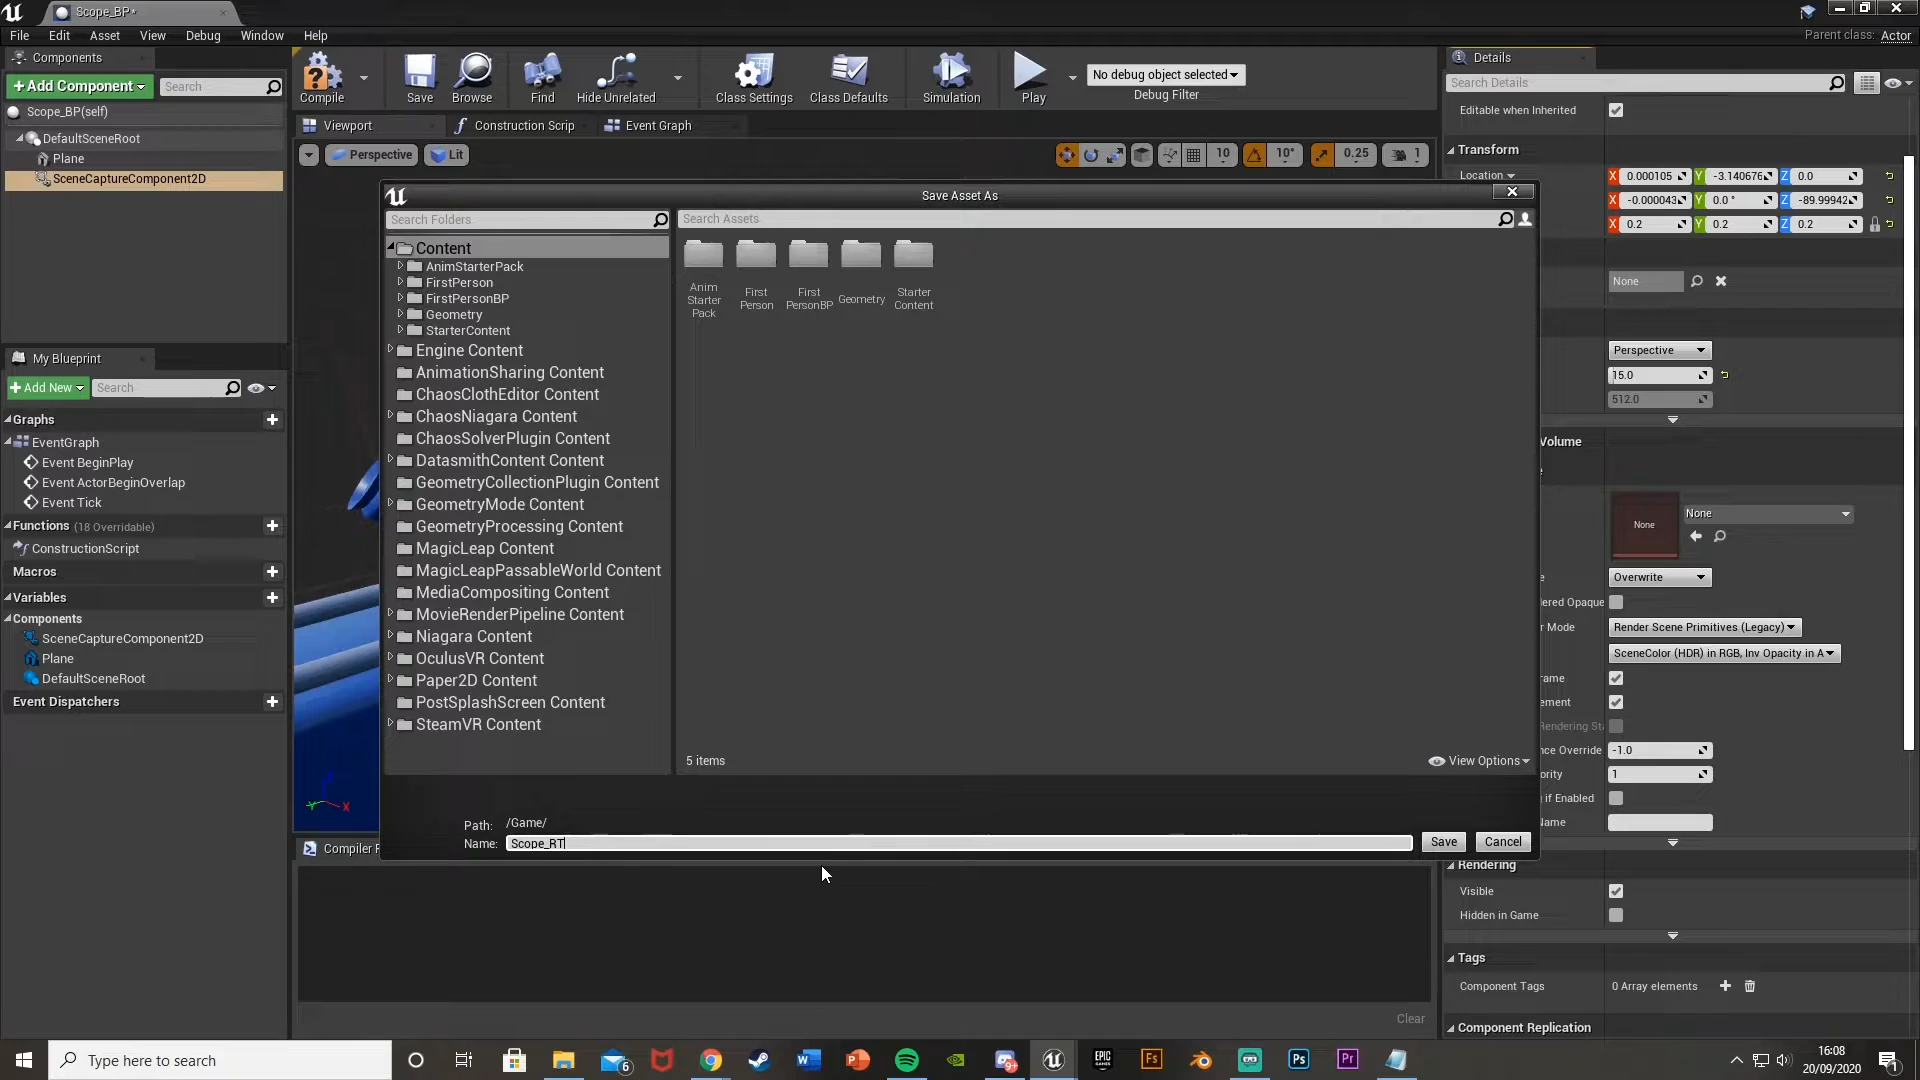 Scope_BP*
File Edit Asset View Debug Window Help
Parent class: Actor
Components
+Add Component
Search
Scope_BP(self)
DefaultSceneRoot
Plane
SceneCaptureComponent2D
My Blueprint
+Add New
Search
Graphs
EventGraph
Event BeginPlay
Event ActorBeginOverlap
Event Tick
Functions (18 Overridable)
ConstructionScript
Macros
Variables
Components
SceneCaptureComponent2D
Plane
DefaultSceneRoot
Event Dispatchers
Compile Save Browse Find Hide Unrelated Class Settings Class Defaults Simulation Play
No debug object selected
Debug Filter
Viewport Construction Scrip Event Graph
Perspective Lit
10 10° 0.25 1
Save Asset As
Search Folders
Search Assets
Content
AnimStarterPack
FirstPerson
FirstPersonBP
Geometry
StarterContent
Engine Content
AnimationSharing Content
ChaosClothEditor Content
ChaosNiagara Content
ChaosSolverPlugin Content
DatasmithContent Content
GeometryCollectionPlugin Content
GeometryMode Content
GeometryProcessing Content
MagicLeap Content
MagicLeapPassableWorld Content
MediaCompositing Content
MovieRenderPipeline Content
Niagara Content
OculusVR Content
Paper2D Content
PostSplashScreen Content
SteamVR Content
Anim
Starter
Pack
First
Person
First
PersonBP
Geometry
Starter
Content
5 items
View Options
Path: /Game/
Name: Scope_RT
Save Cancel
Compiler R
Clear
Details
Search Details
Editable when Inherited
Transform
Location X 0.000105 Y -3.140676 Z 0.0
X -0.000043 Y 0.0 ° Z -89.99942
X 0.2 Y 0.2 Z 0.2
None
Perspective
15.0
512.0
Volume
None
None
Overwrite
ered Opaque
r Mode Render Scene Primitives (Legacy)
SceneColor (HDR) in RGB, Inv Opacity in A
rame
ement
Rendering Sta
nce Override -1.0
ority 1
if Enabled
Name
Rendering
Visible
Hidden in Game
Tags
Component Tags 0 Array elements
Component Replication
Type here to search
16:08
20/09/2020